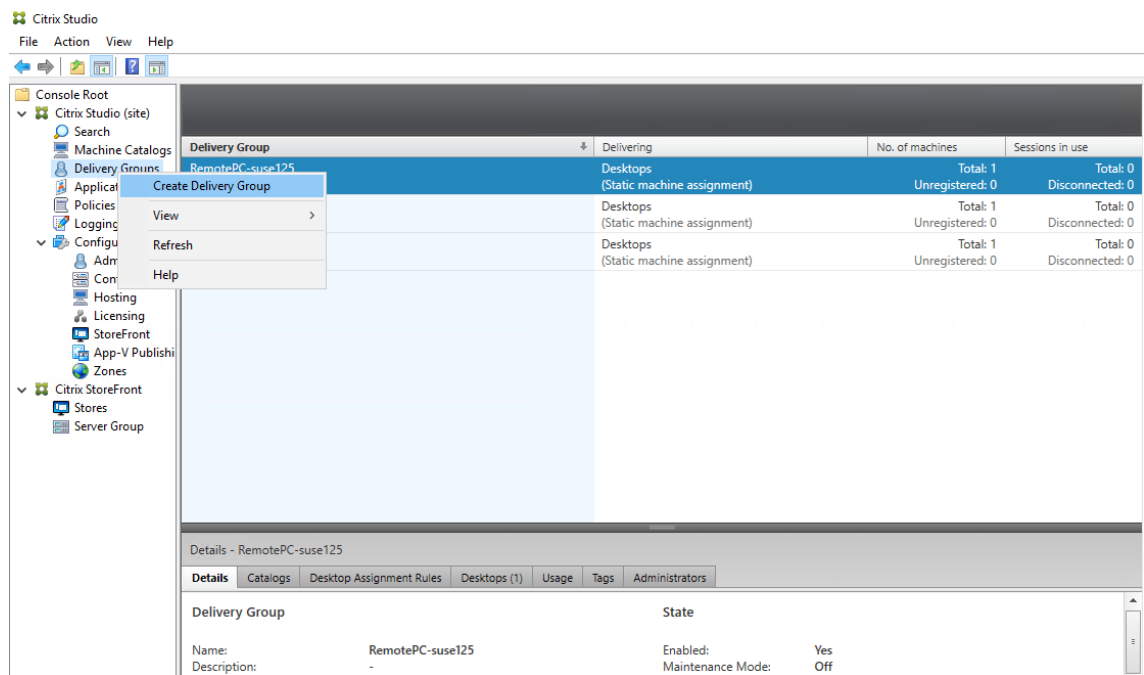 Citrix Studio
File Action View Help
Console Root
Citrix Studio (site)
Search
Machine Catalogs
Delivery Groups
Applicat
Policies
Logging
Configu
Adm
Con
Hosting
Licensing
StoreFront
App-V Publishi
Zones
Citrix StoreFront
Stores
Server Group
Create Delivery Group
View
Refresh
Help
Delivery Group Delivering No. of machines Sessions in use
RemotePC-suse125 Desktops Total: 1 Total: 0
(Static machine assignment) Unregistered: 0 Disconnected: 0
Desktops Total: 1 Total: 0
(Static machine assignment) Unregistered: 0 Disconnected: 0
Desktops Total: 1 Total: 0
(Static machine assignment) Unregistered: 0 Disconnected: 0
Details - RemotePC-suse125
Details Catalogs Desktop Assignment Rules Desktops (1) Usage Tags Administrators
Delivery Group State
Name: RemotePC-suse125 Enabled: Yes
Description: - Maintenance Mode: Off